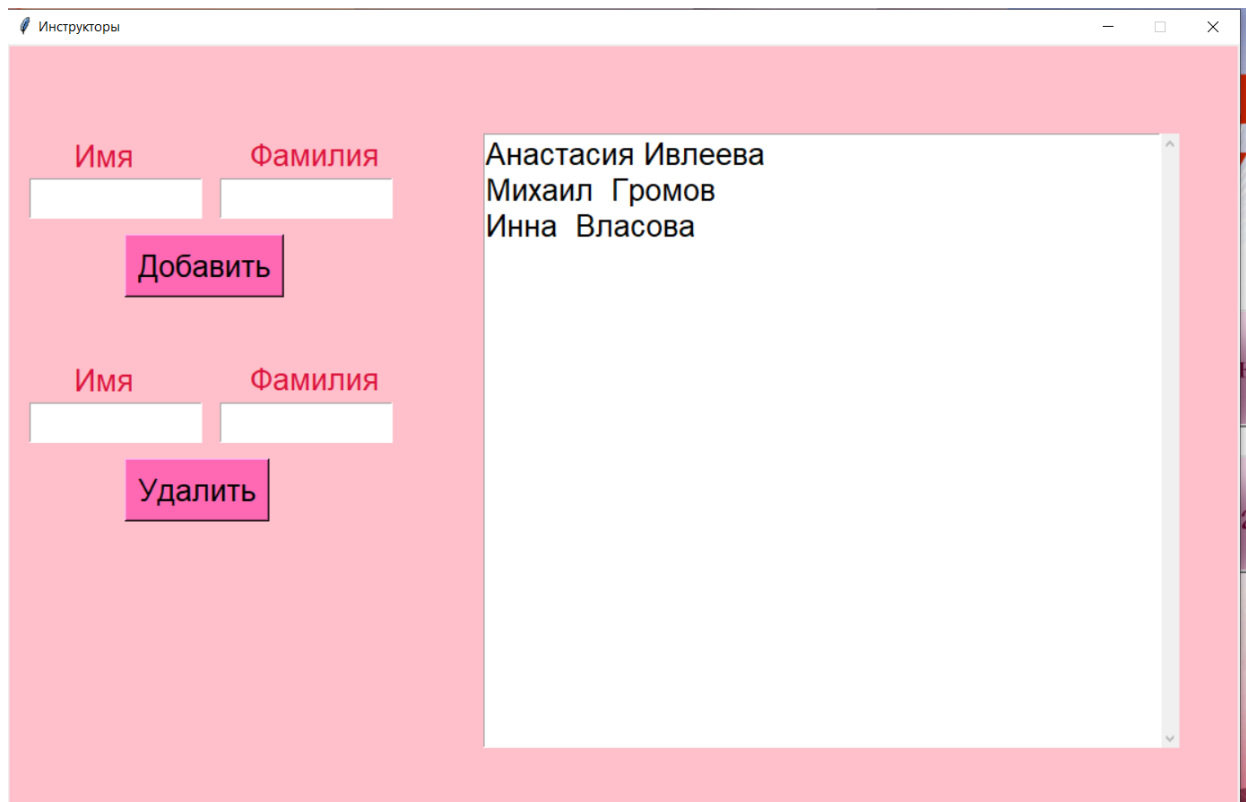 Инструкторы
Имя Фамилия
Добавить
Имя Фамилия
Удалить
Анастасия Ивлеева
Михаил  Громов
Инна  Власова